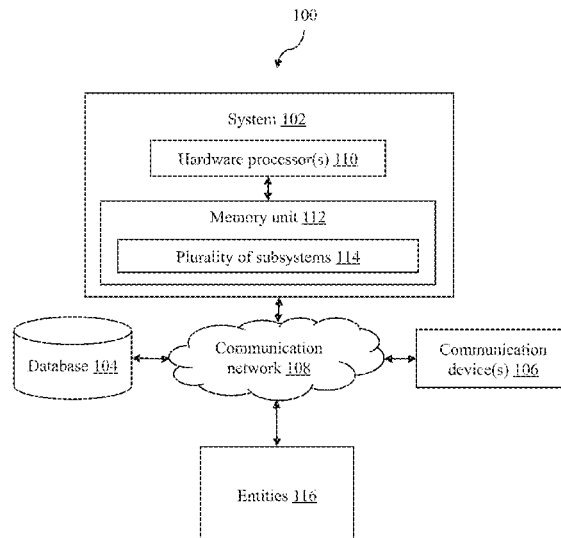 100
System 102
Hardware processor(s) 110
Memory unit 112
Plurality of subsystems 114
Database 104
Communication
network 108
Communication
device(s) 106
Entities 116